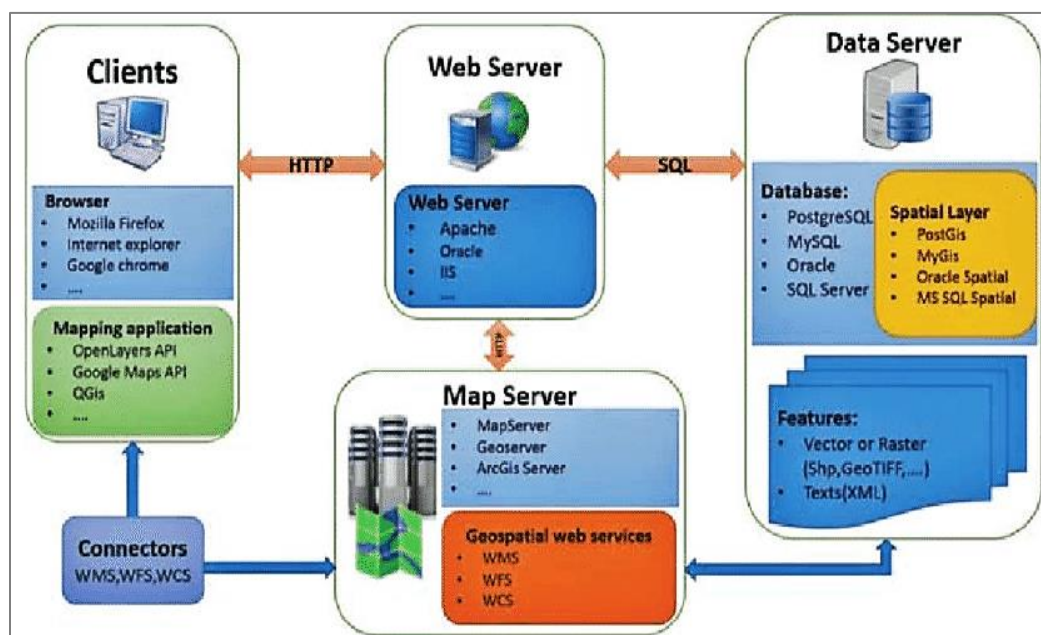 Clients
Browser
• Mozilla Firefox
• Internet explorer
• Google chrome
• ....
Mapping application
• OpenLayers API
• Google Maps API
• QGis
• ....
Connectors
WMS,WFS,WCS
HTTP
Web Server
Web Server
• Apache
• Oracle
• IIS
• ....
HTTP
Map Server
• MapServer
• Geoserver
• ArcGis Server
• ....
Geospatial web services
• WMS
• WFS
• WCS
SQL
Data Server
Database:
• PostgreSQL
• MySQL
• Oracle
• SQL Server
Spatial Layer
• PostGis
• MyGis
• Oracle Spatial
• MS SQL Spatial
Features:
• Vector or Raster
(Shp,GeoTIFF,....)
• Texts(XML)